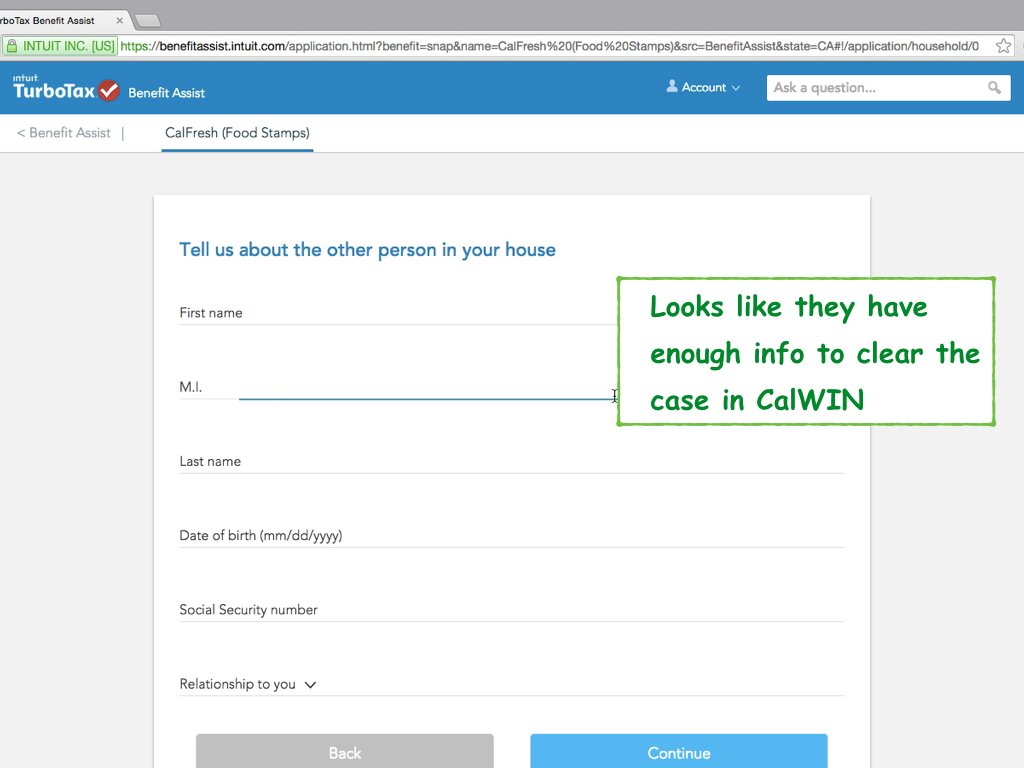 rboTax Benefit Assist
INTUIT INC. [US] https://benefitassist.intuit.com/application.html?benefit=snap&name=CalFresh%20(Food%20Stamps)&src=BenefitAssist&state=CA#!/application/household/0
intuit.
TurboTax Benefit Assist
Account
Ask a question...
< Benefit Assist |
CalFresh (Food Stamps)
Tell us about the other person in your house
First name
Looks like they have
enough info to clear the
case in CalWIN
M.I.
Last name
Date of birth (mm/dd/yyyy)
Social Security number
Relationship to you
Back
Continue